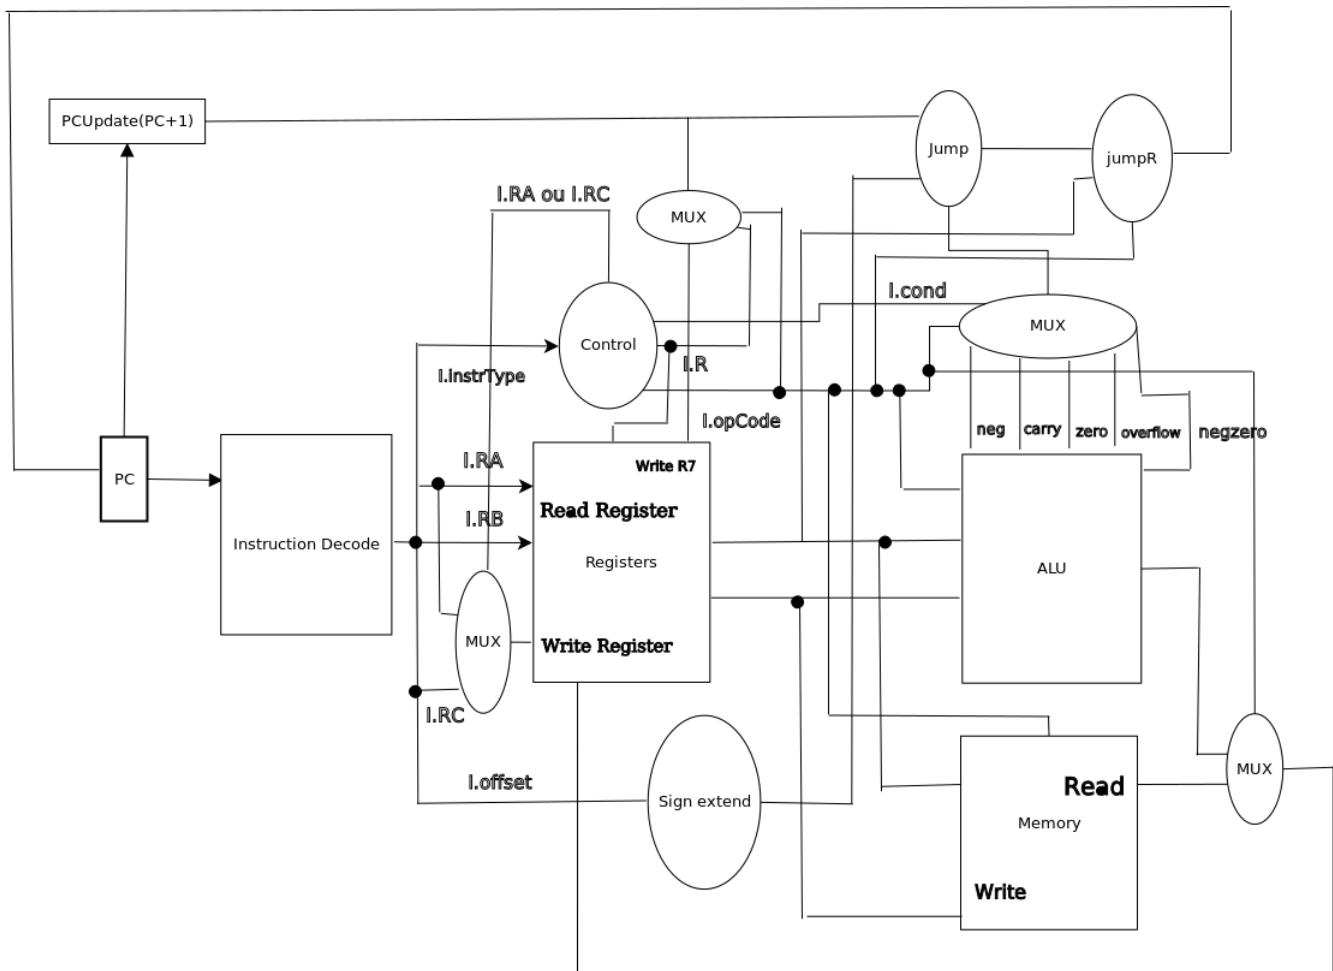 PCUpdate(PC+1)
Jump
jumpR
I.RA ou I.RC
MUX
I.cond
MUX
Control
I.R
I.instrType
I.opCode
neg
carry
zero
overflow
negzero
I.RA
Write R7
PC
Read Register
I.RB
Instruction Decode
Registers
ALU
MUX
Write Register
I.RC
I.offset
Sign extend
MUX
Read
Memory
Write